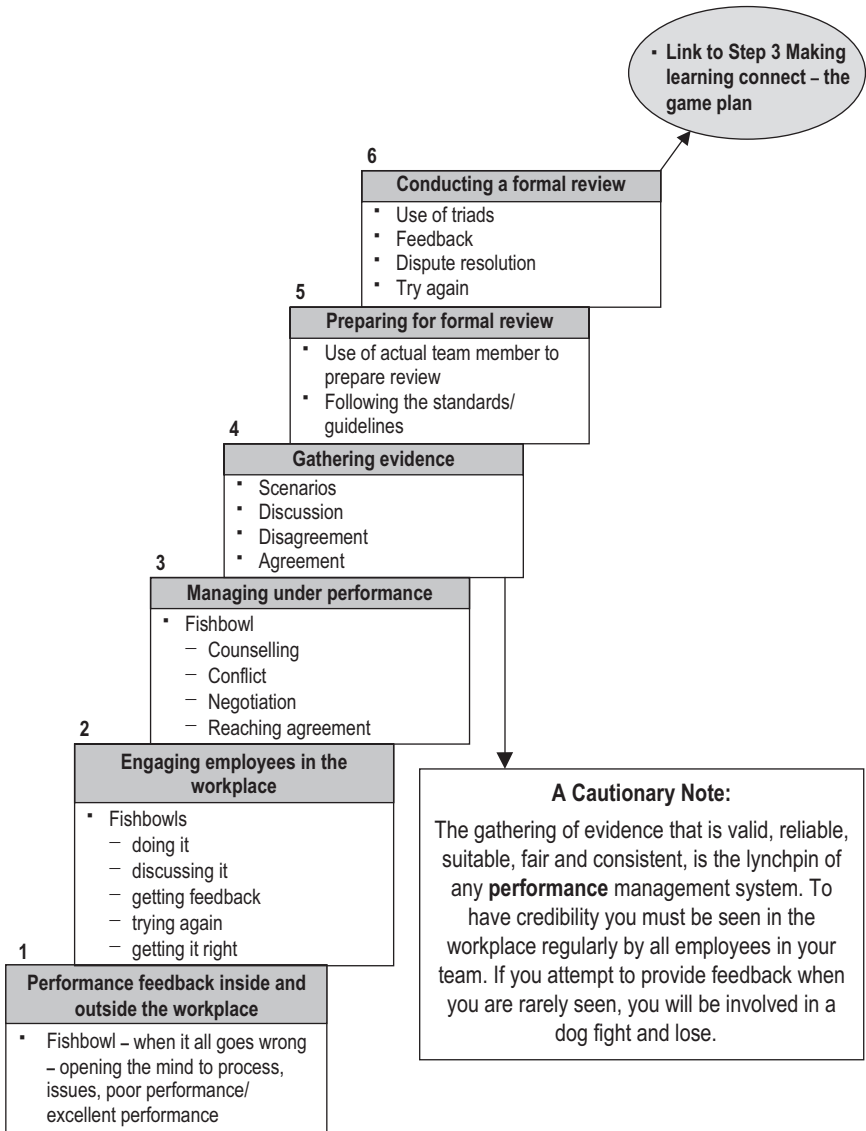 ▪ Link to Step 3 Making
learning connect – the
game plan
6
Conducting a formal review
▪ Use of triads
▪ Feedback
▪ Dispute resolution
▪ Try again
5
Preparing for formal review
▪ Use of actual team member to
prepare review
▪ Following the standards/
guidelines
4
Gathering evidence
▪ Scenarios
▪ Discussion
▪ Disagreement
▪ Agreement
3
Managing under performance
▪ Fishbowl
– Counselling
– Conflict
– Negotiation
– Reaching agreement
2
Engaging employees in the
workplace
▪ Fishbowls
– doing it
– discussing it
– getting feedback
– trying again
– getting it right
1
Performance feedback inside and
outside the workplace
▪ Fishbowl – when it all goes wrong
– opening the mind to process,
issues, poor performance/
excellent performance
A Cautionary Note:
The gathering of evidence that is valid, reliable,
suitable, fair and consistent, is the lynchpin of
any performance management system. To
have credibility you must be seen in the
workplace regularly by all employees in your
team. If you attempt to provide feedback when
you are rarely seen, you will be involved in a
dog fight and lose.